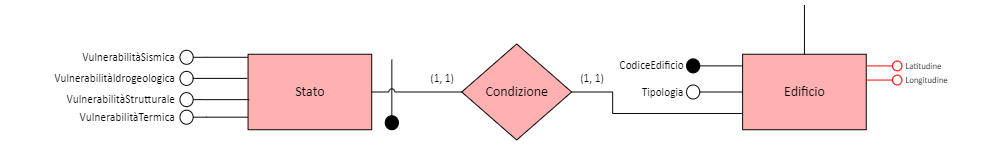 VulnerabilitàSismica
VulnerabilitàIdrogeologica
VulnerabilitàStrutturale
VulnerabilitàTermica
Stato
(1, 1)
Condizione
(1, 1)
CodiceEdificio
Tipologia
Edificio
Latitudine
Longitudine